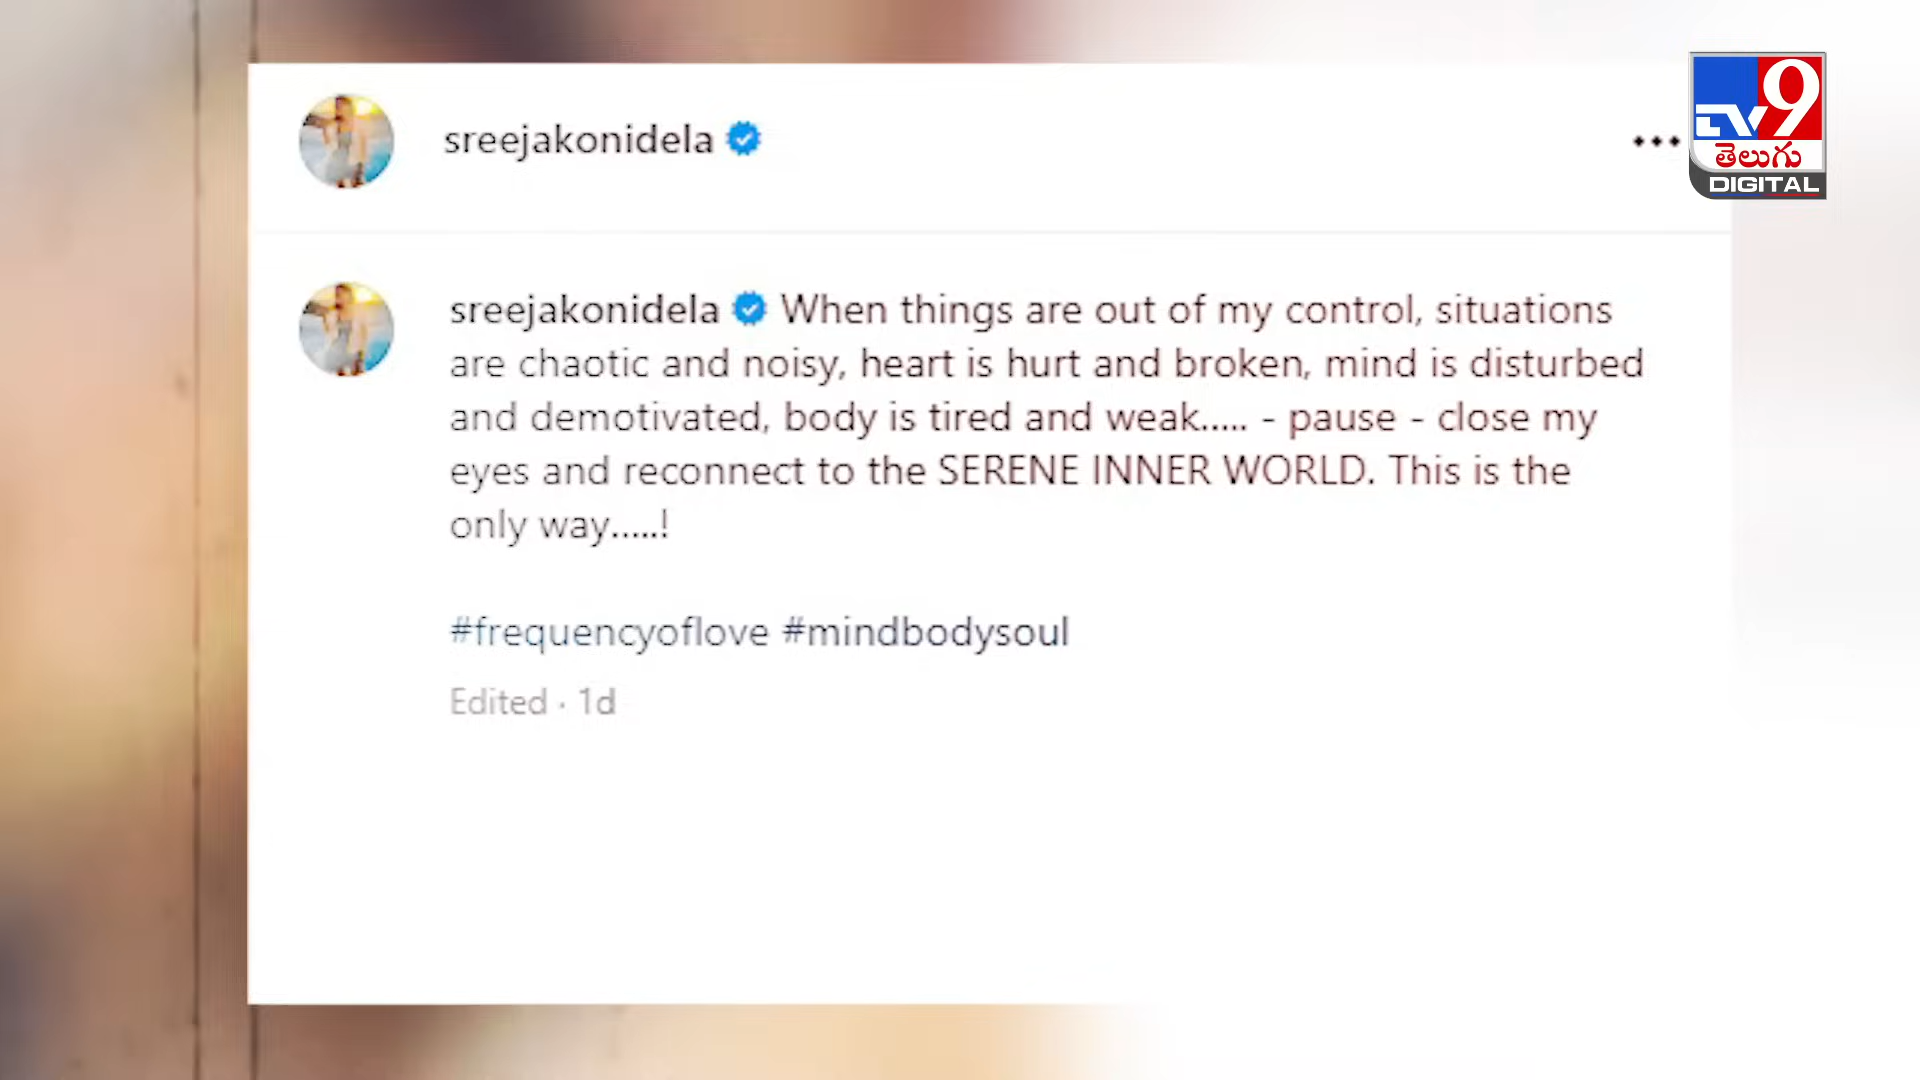 sreejakonidela
TV9
తెలుగు
DIGITAL
sreejakonidela When things are out of my control, situations
are chaotic and noisy, heart is hurt and broken, mind is disturbed
and demotivated, body is tired and weak..... - pause - close my
eyes and reconnect to the SERENE INNER WORLD. This is the
only way.....!
#frequencyoflove #mindbodysoul
Edited · 1d